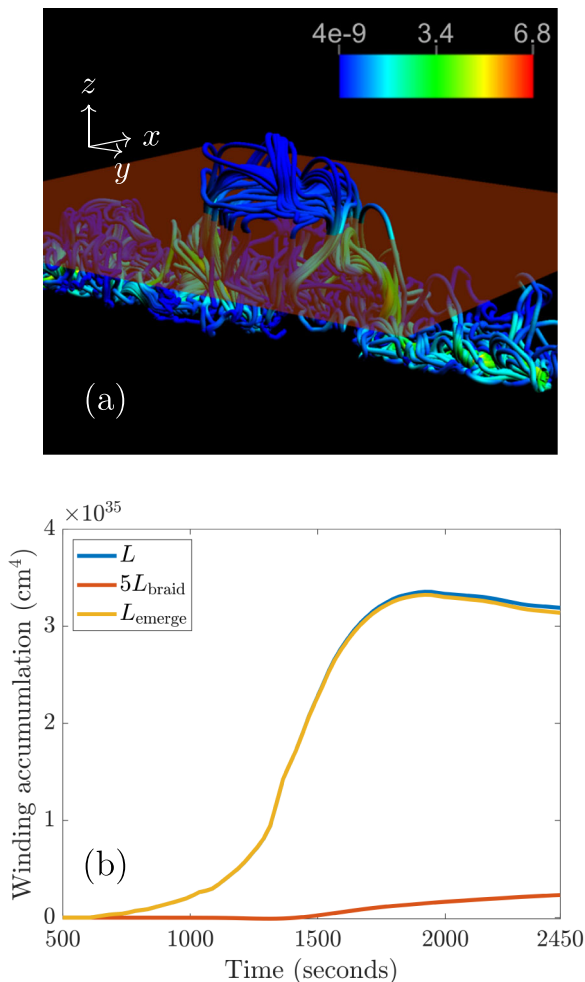 4e-9 3.4 6.8
z
x
y
(a)
×10^35
Winding accumumlation (cm^4)
4
3
2
1
0
L
5L_braid
L_emerge
(b)
500 1000 1500 2000 2450
Time (seconds)